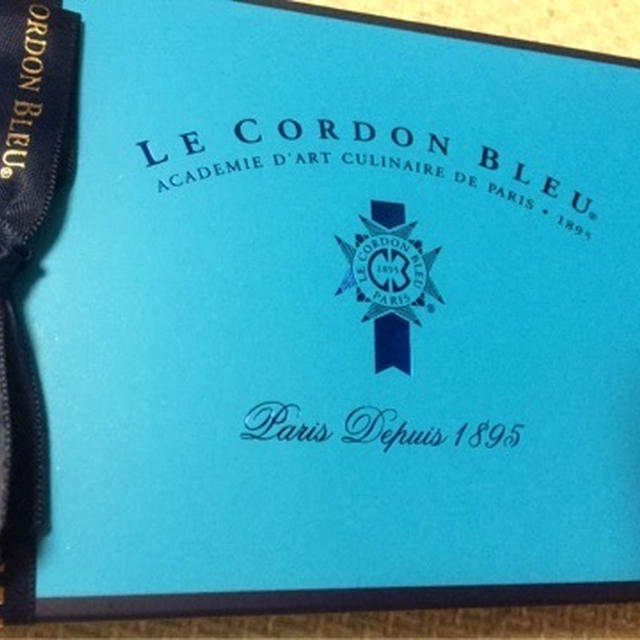 ORDON BLEU®
LE CORDON BLEU®
ACADEMIE D'ART CULINAIRE DE PARIS • 1895
LE CORDON BLEU
1895
PARIS
®
Paris Depuis 1895